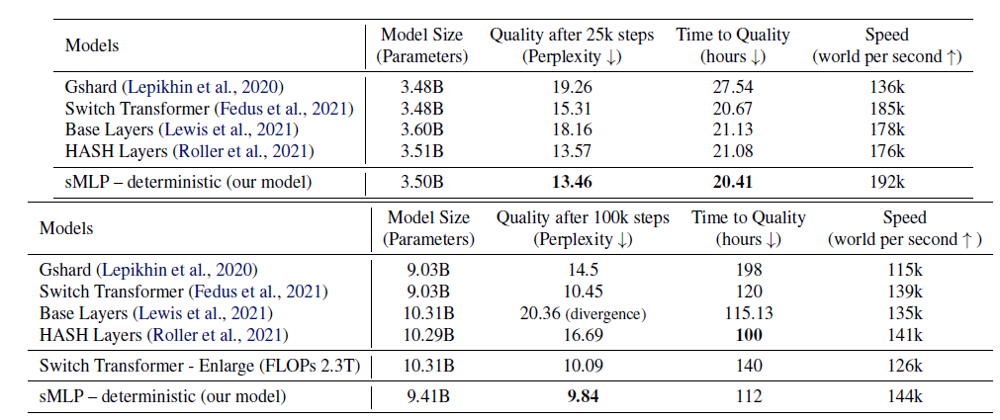 Models | Model Size (Parameters) | Quality after 25k steps (Perplexity ↓) | Time to Quality (hours ↓) | Speed (world per second ↑)
Gshard (Lepikhin et al., 2020) | 3.48B | 19.26 | 27.54 | 136k
Switch Transformer (Fedus et al., 2021) | 3.48B | 15.31 | 20.67 | 185k
Base Layers (Lewis et al., 2021) | 3.60B | 18.16 | 21.13 | 178k
HASH Layers (Roller et al., 2021) | 3.51B | 13.57 | 21.08 | 176k
sMLP – deterministic (our model) | 3.50B | 13.46 | 20.41 | 192k
Models | Model Size (Parameters) | Quality after 100k steps (Perplexity ↓) | Time to Quality (hours ↓) | Speed (world per second ↑ )
Gshard (Lepikhin et al., 2020) | 9.03B | 14.5 | 198 | 115k
Switch Transformer (Fedus et al., 2021) | 9.03B | 10.45 | 120 | 139k
Base Layers (Lewis et al., 2021) | 10.31B | 20.36 (divergence) | 115.13 | 135k
HASH Layers (Roller et al., 2021) | 10.29B | 16.69 | 100 | 141k
Switch Transformer - Enlarge (FLOPs 2.3T) | 10.31B | 10.09 | 140 | 126k
sMLP – deterministic (our model) | 9.41B | 9.84 | 112 | 144k